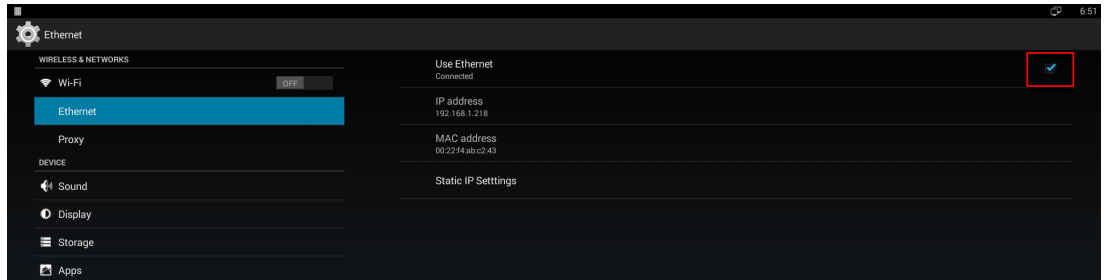 6:51
Ethernet
WIRELESS & NETWORKS
Wi-Fi
OFF
Ethernet
Proxy
DEVICE
Sound
Display
Storage
Apps
Use Ethernet
Connected
IP address
192.168.1.218
MAC address
00:22:f4:ab:c2:43
Static IP Setttings